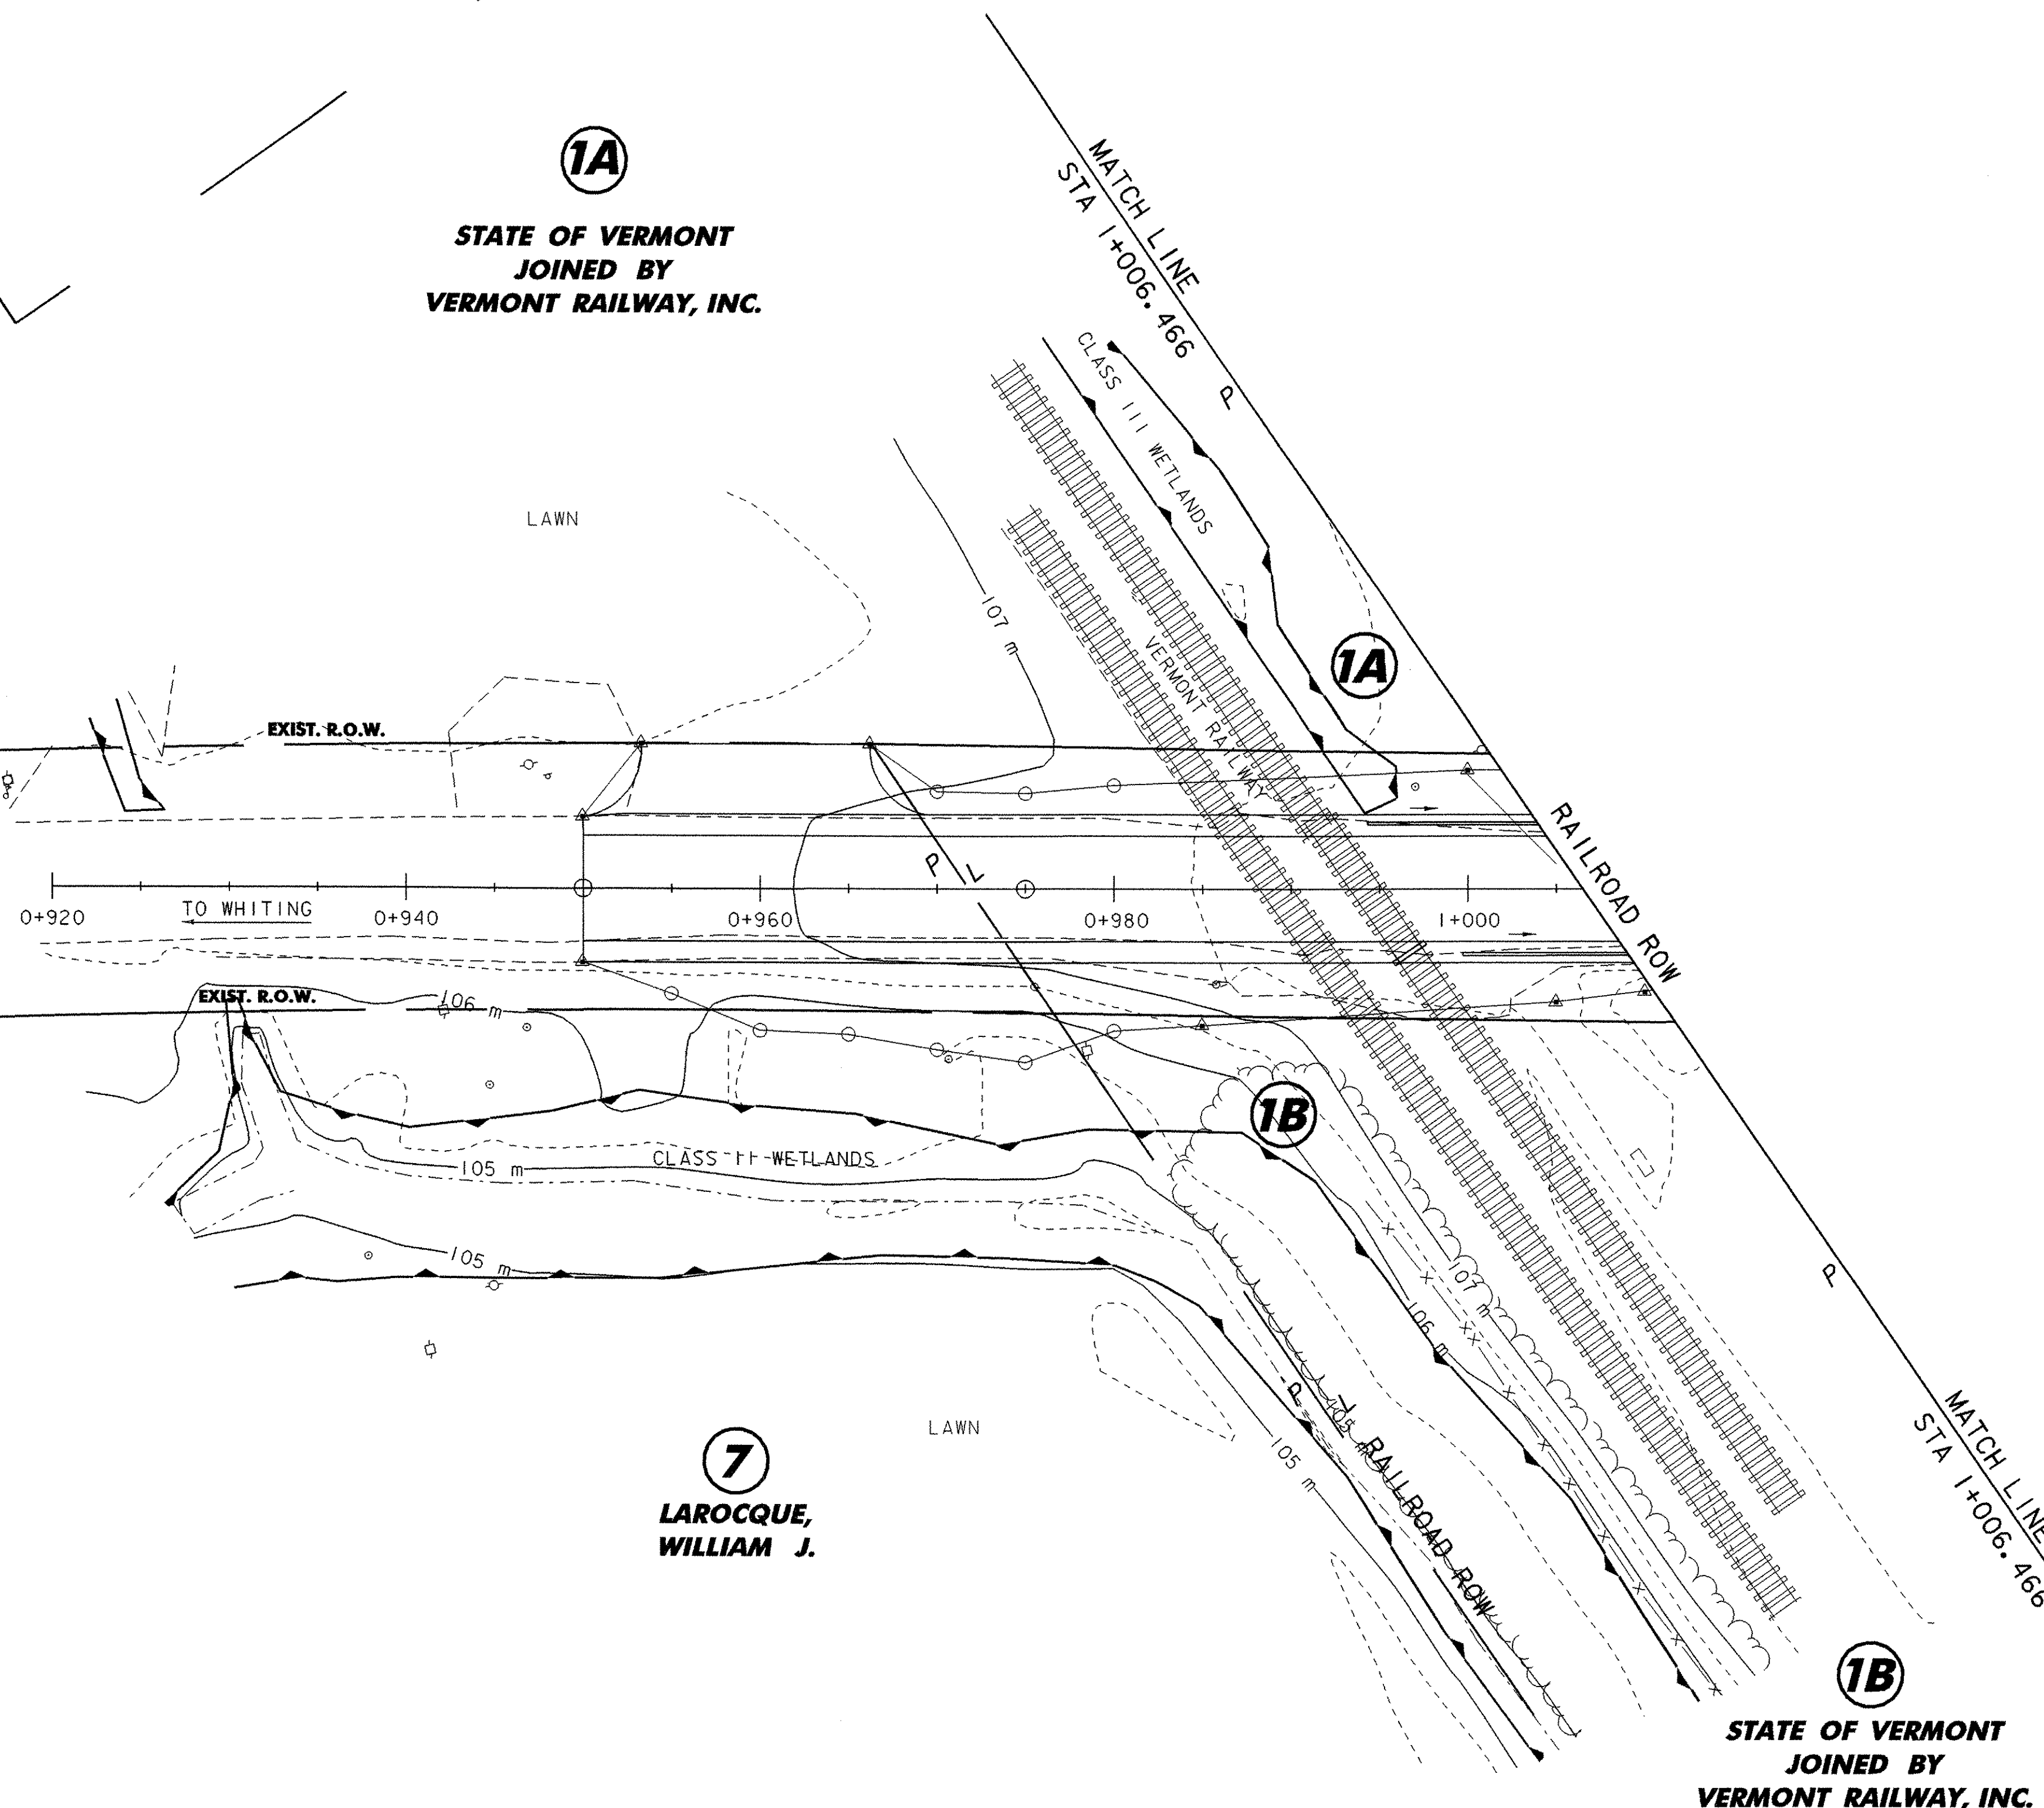 1A
STATE OF VERMONT
JOINED BY
VERMONT RAILWAY, INC.
MATCH LINE
STA 1+006.466
P
CLASS III WETLANDS
LAWN
107 m
VERMONT RAILWAY
1A
EXIST. R.O.W.
P L
RAILROAD ROW
0+920
TO WHITING
0+940
0+960
0+980
1+000
EXIST. R.O.W.
106 m
1B
CLASS II WETLANDS
105 m
105 m
107 m
106 m
P
P L
105 m
RAILROAD ROW
105 m
LAWN
7
LAROCQUE,
WILLIAM J.
MATCH LINE
STA 1+006.466
1B
STATE OF VERMONT
JOINED BY
VERMONT RAILWAY, INC.